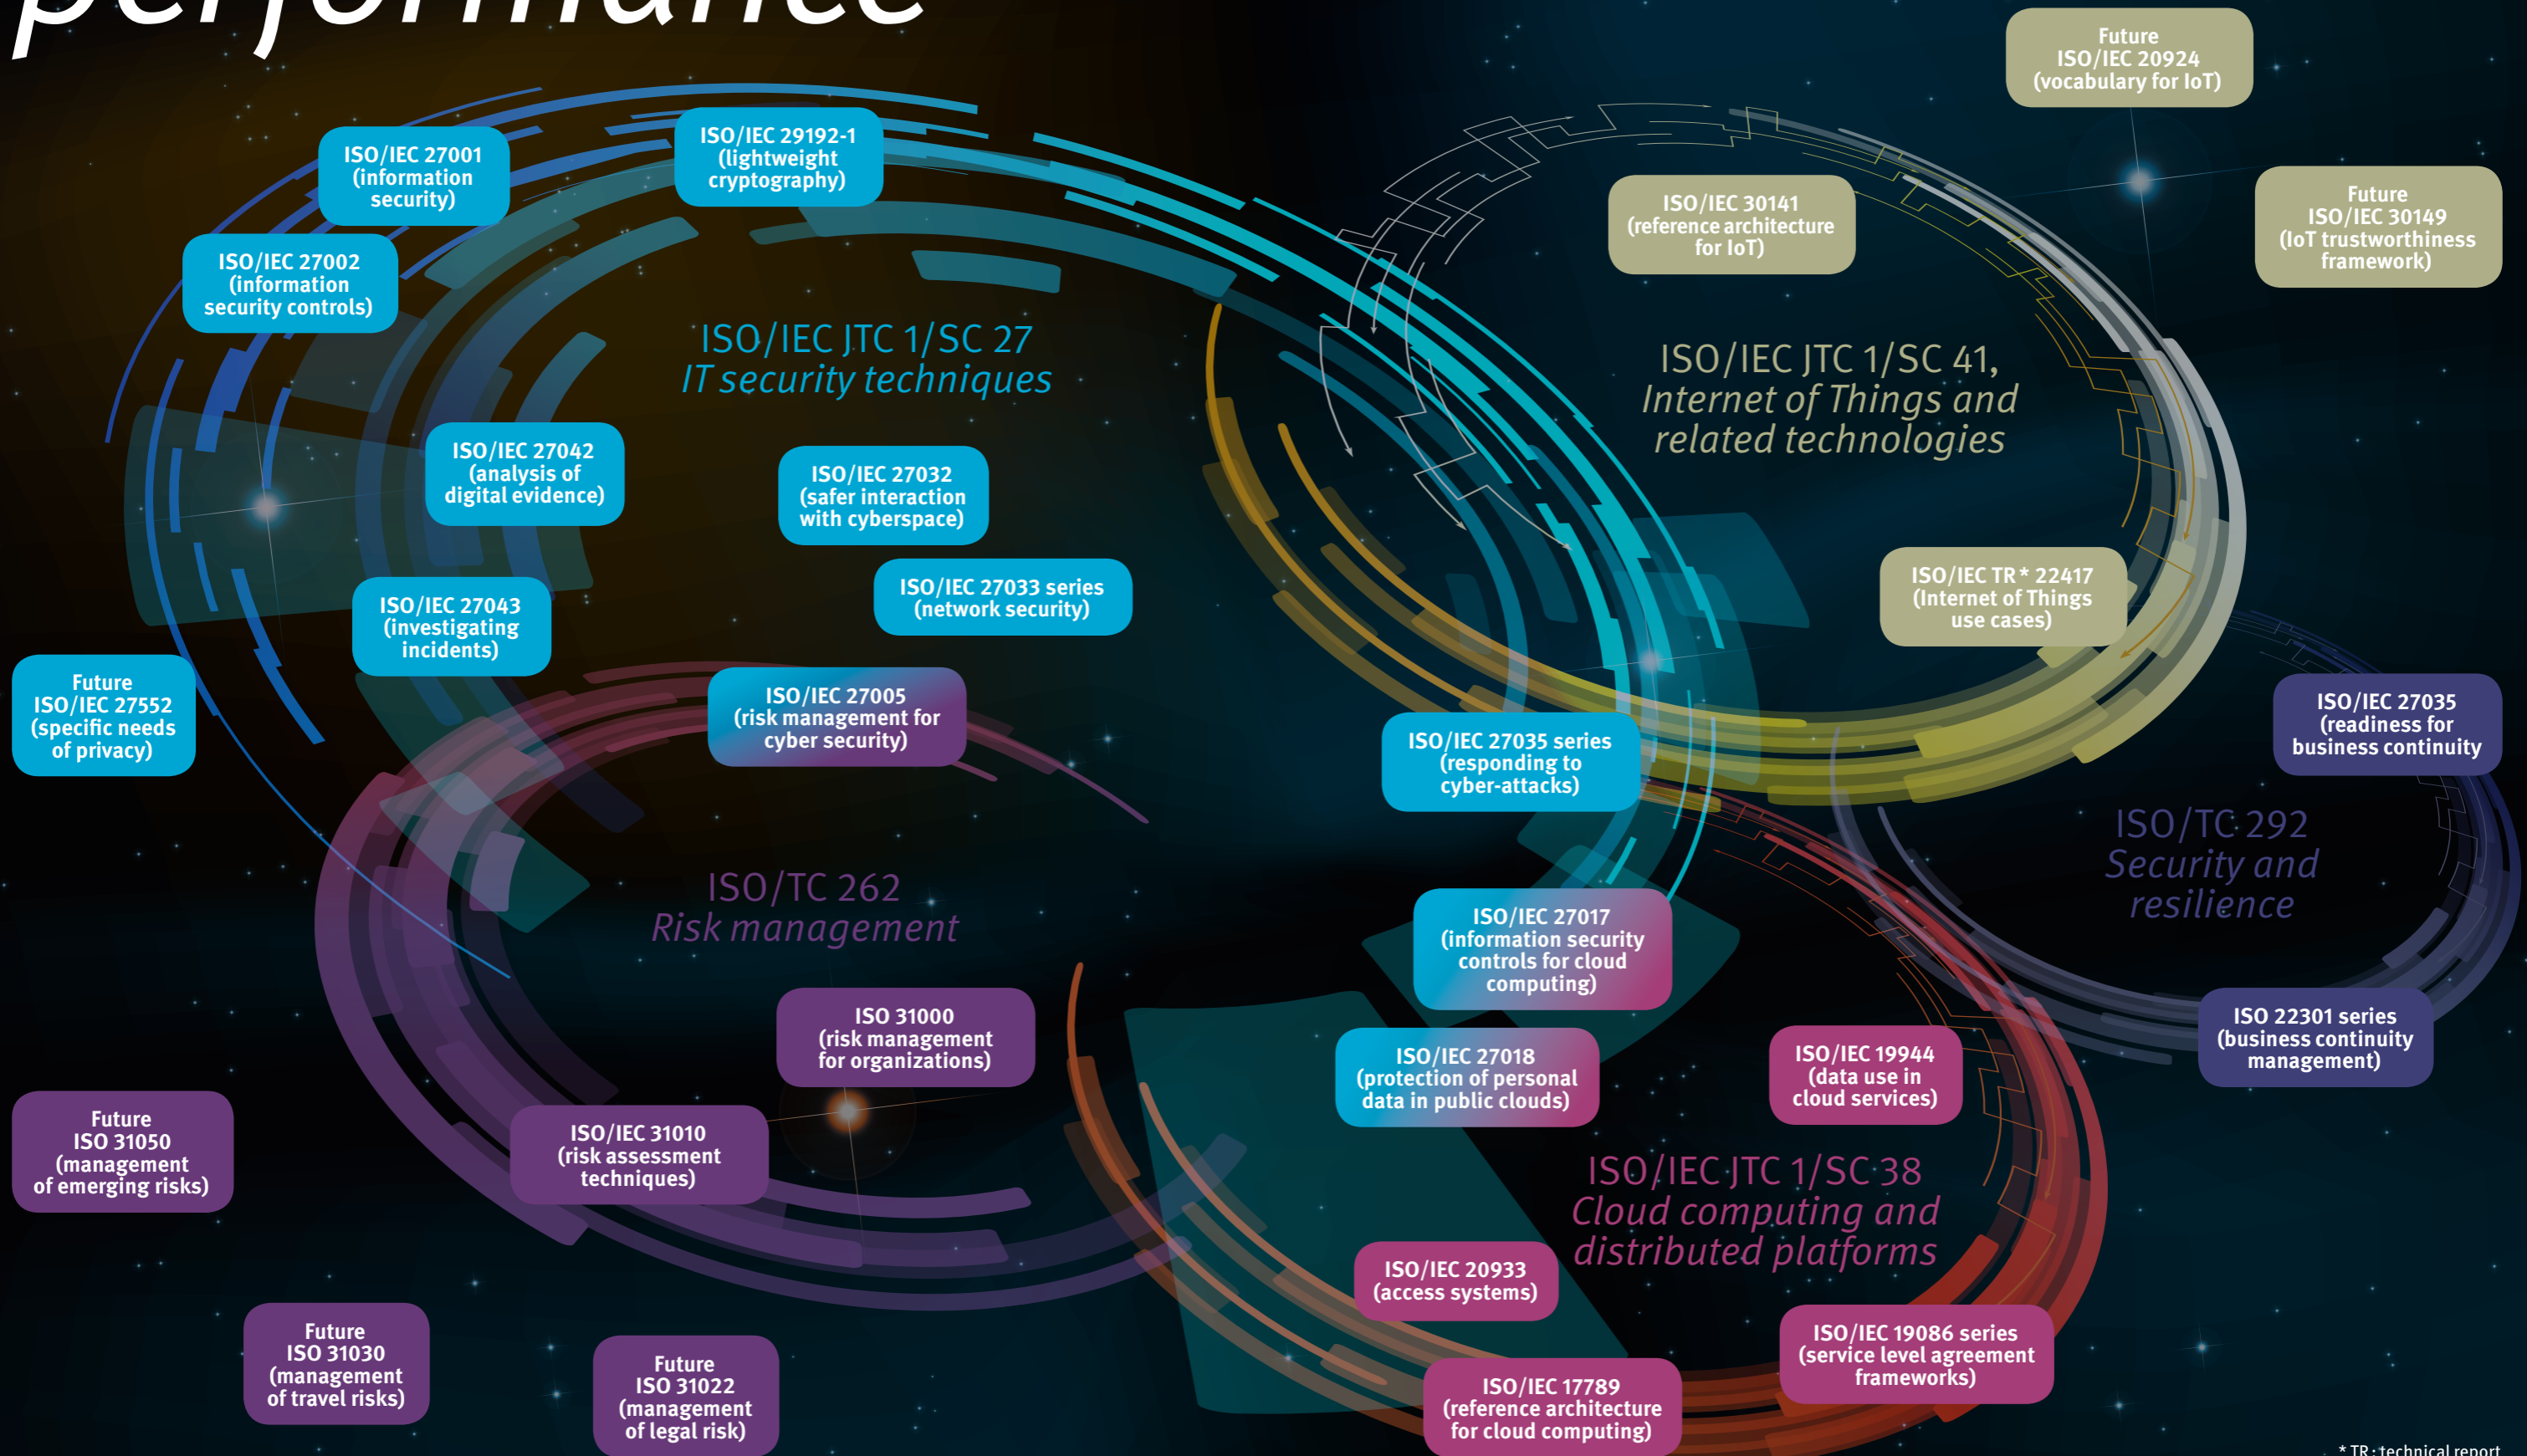 performance
Future
ISO/IEC 20924
(vocabulary for IoT)
ISO/IEC 27001
(information
security)
ISO/IEC 29192-1
(lightweight
cryptography)
ISO/IEC 30141
(reference architecture
for IoT)
Future
ISO/IEC 30149
(IoT trustworthiness
framework)
ISO/IEC 27002
(information
security controls)
ISO/IEC JTC 1/SC 27
IT security techniques
ISO/IEC JTC 1/SC 41,
Internet of Things and
related technologies
ISO/IEC 27042
(analysis of
digital evidence)
ISO/IEC 27032
(safer interaction
with cyberspace)
ISO/IEC 27033 series
(network security)
ISO/IEC TR* 22417
(Internet of Things
use cases)
ISO/IEC 27043
(investigating
incidents)
Future
ISO/IEC 27552
(specific needs
of privacy)
ISO/IEC 27005
(risk management for
cyber security)
ISO/IEC 27035 series
(responding to
cyber-attacks)
ISO/IEC 27035
(readiness for
business continuity
ISO/TC 292
Security and
resilience
ISO/TC 262
Risk management
ISO/IEC 27017
(information security
controls for cloud
computing)
ISO 31000
(risk management
for organizations)
ISO/IEC 27018
(protection of personal
data in public clouds)
ISO/IEC 19944
(data use in
cloud services)
ISO 22301 series
(business continuity
management)
Future
ISO 31050
(management
of emerging risks)
ISO/IEC 31010
(risk assessment
techniques)
ISO/IEC JTC 1/SC 38
Cloud computing and
distributed platforms
ISO/IEC 20933
(access systems)
Future
ISO 31030
(management
of travel risks)
Future
ISO 31022
(management
of legal risk)
ISO/IEC 17789
(reference architecture
for cloud computing)
ISO/IEC 19086 series
(service level agreement
frameworks)
* TR : technical report